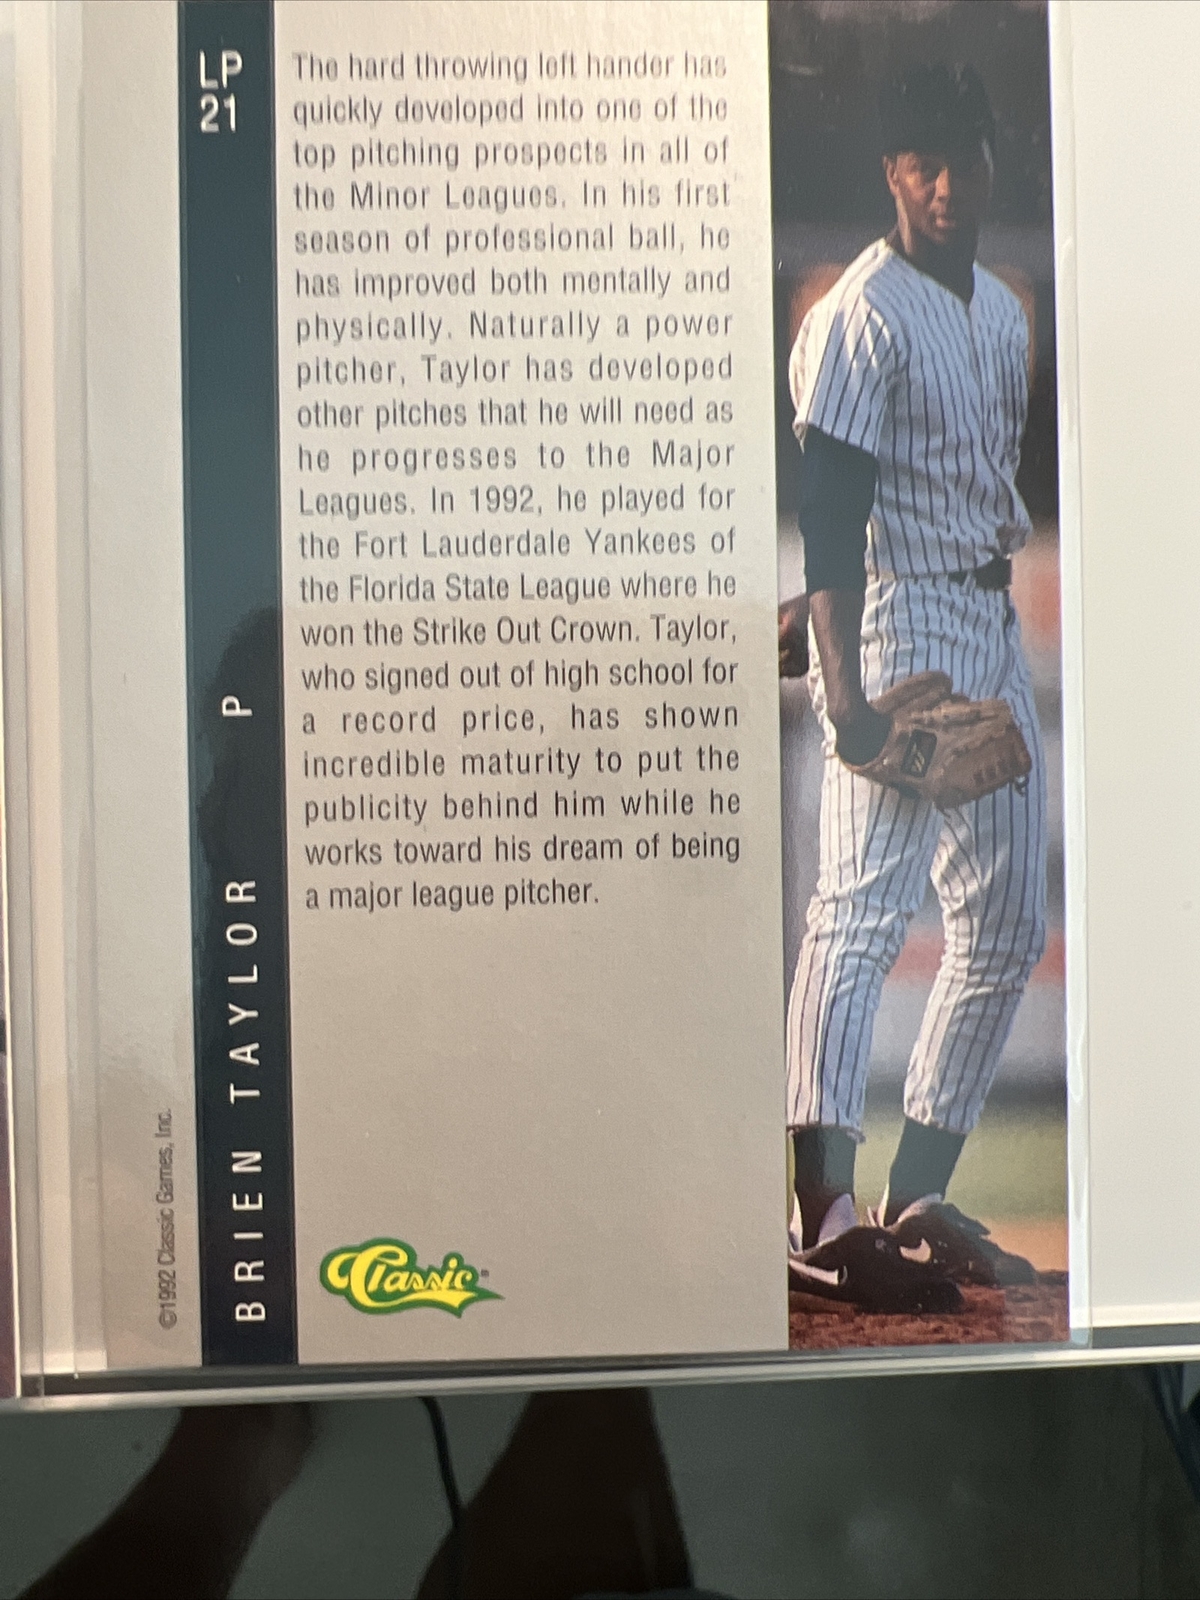 LP
21
The hard throwing left hander has
quickly developed into one of the
top pitching prospects in all of
the Minor Leagues. In his first
season of professional ball, he
has improved both mentally and
physically. Naturally a power
pitcher, Taylor has developed
other pitches that he will need as
he progresses to the Major
Leagues. In 1992, he played for
the Fort Lauderdale Yankees of
the Florida State League where he
won the Strike Out Crown. Taylor,
who signed out of high school for
a record price, has shown
incredible maturity to put the
publicity behind him while he
works toward his dream of being
a major league pitcher.
BRIEN TAYLOR P
©1992 Classic Games, Inc.
Classic